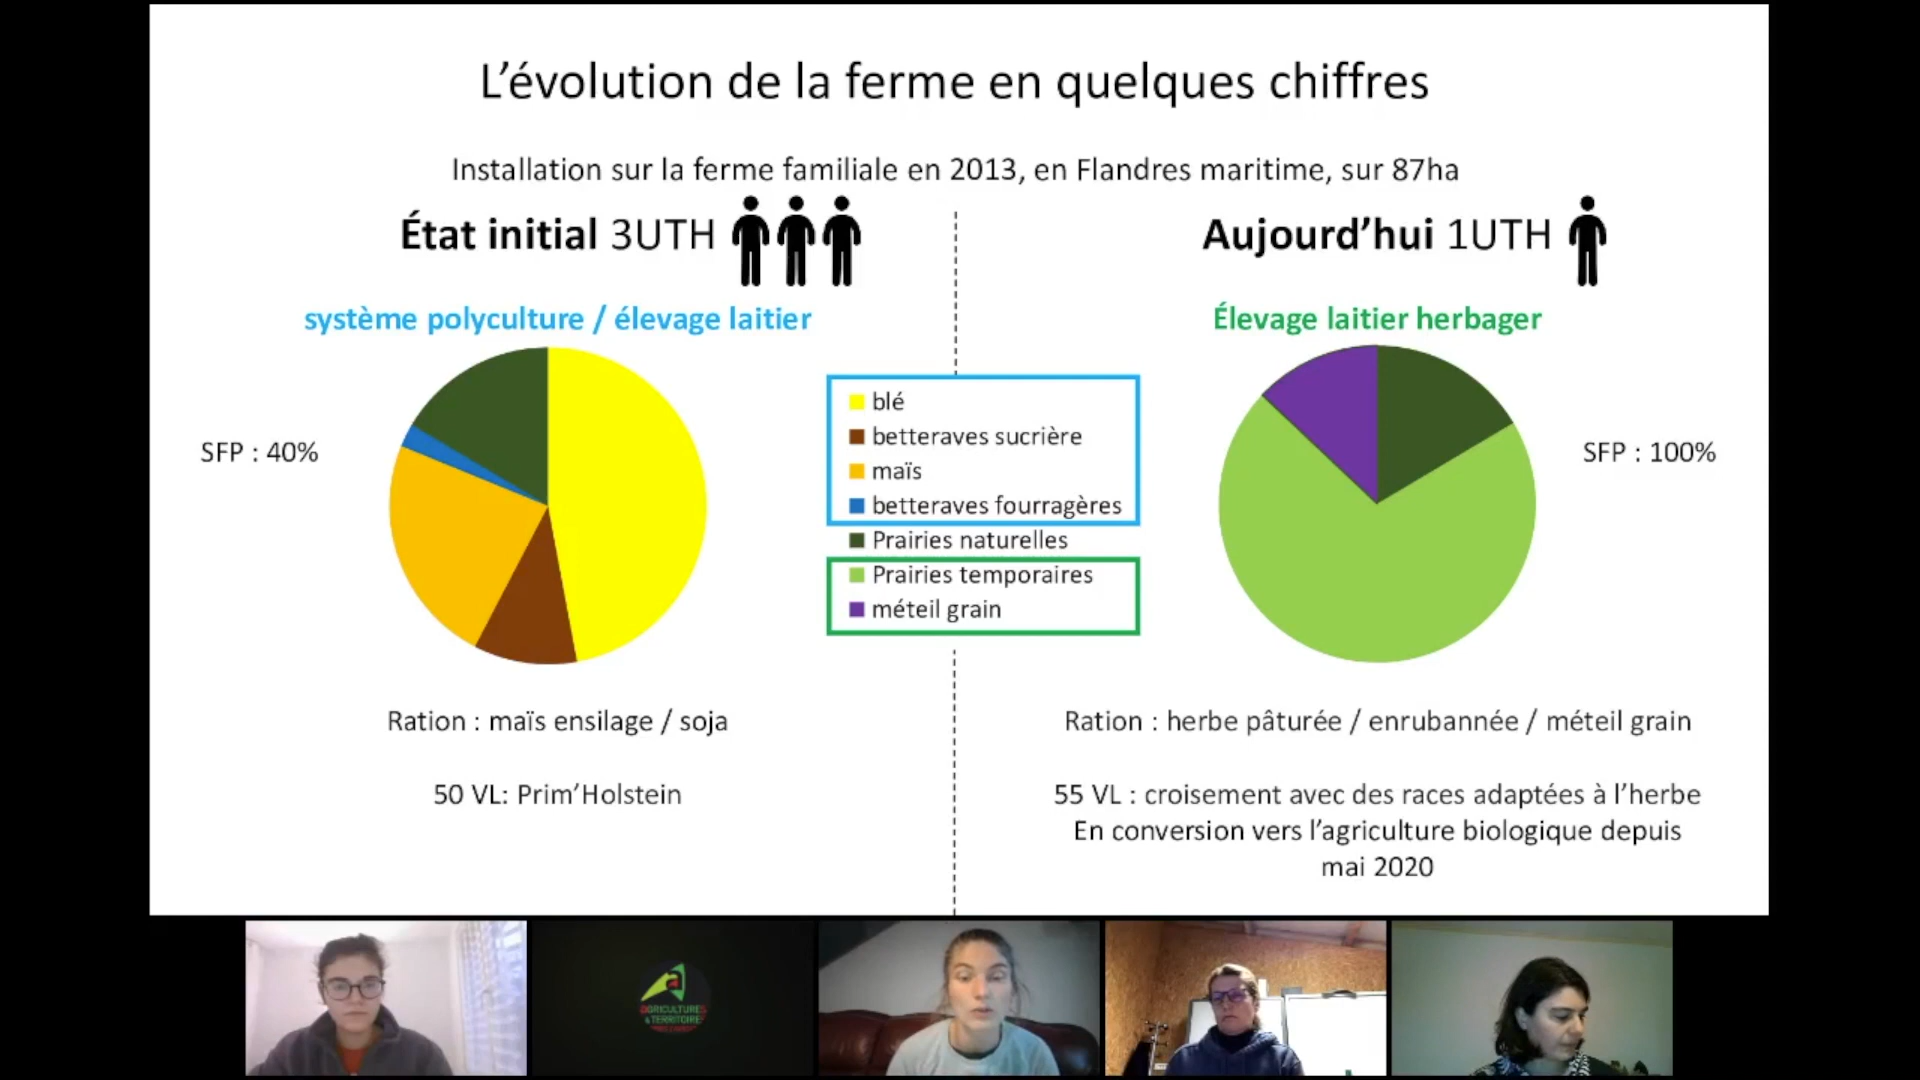 L'évolution de la ferme en quelques chiffres
Installation sur la ferme familiale en 2013, en Flandres maritime, sur 87ha
État initial 3UTH
Aujourd'hui 1UTH
système polyculture / élevage laitier
Élevage laitier herbager
SFP : 40%
blé
betteraves sucrière
maïs
betteraves fourragères
Prairies naturelles
Prairies temporaires
méteil grain
SFP : 100%
Ration : maïs ensilage / soja
Ration : herbe pâturée / enrubannée / méteil grain
50 VL: Prim'Holstein
55 VL : croisement avec des races adaptées à l'herbe
En conversion vers l'agriculture biologique depuis
mai 2020
AGRICULTURES
& TERRITOIRES